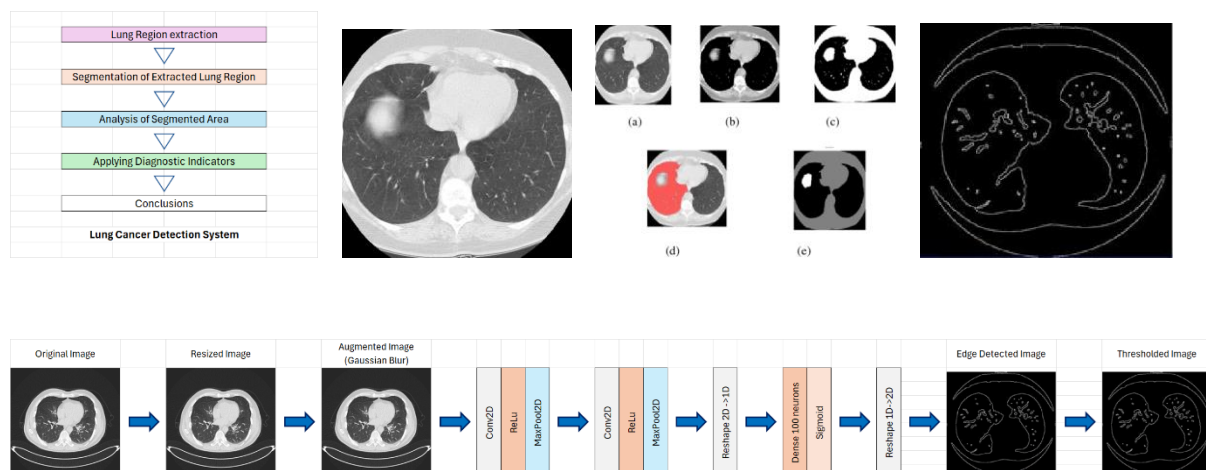 Lung Region extraction
Segmentation of Extracted Lung Region
Analysis of Segmented Area
Applying Diagnostic Indicators
Conclusions
Lung Cancer Detection System
(a)
(b)
(c)
(d)
(e)
Original Image
Resized Image
Augmented Image
(Gaussian Blur)
Conv2D
ReLu
MaxPool2D
Conv2D
ReLu
MaxPool2D
Reshape 2D ->1D
Dense 100 neurons
Sigmoid
Reshape 1D->2D
Edge Detected Image
Thresholded Image